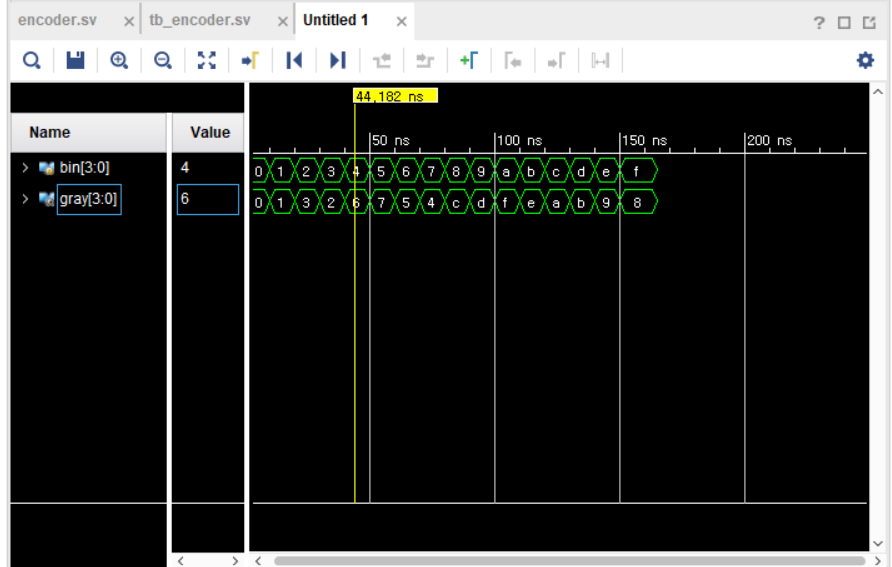 encoder.sv × tb_encoder.sv × Untitled 1 × ?
44,182 ns
Name Value
50 ns 100 ns 150 ns 200 ns
> bin[3:0] 4 0 1 2 3 4 5 6 7 8 9 a b c d e f
> gray[3:0] 6 0 1 3 2 6 7 5 4 c d f e a b 9 8